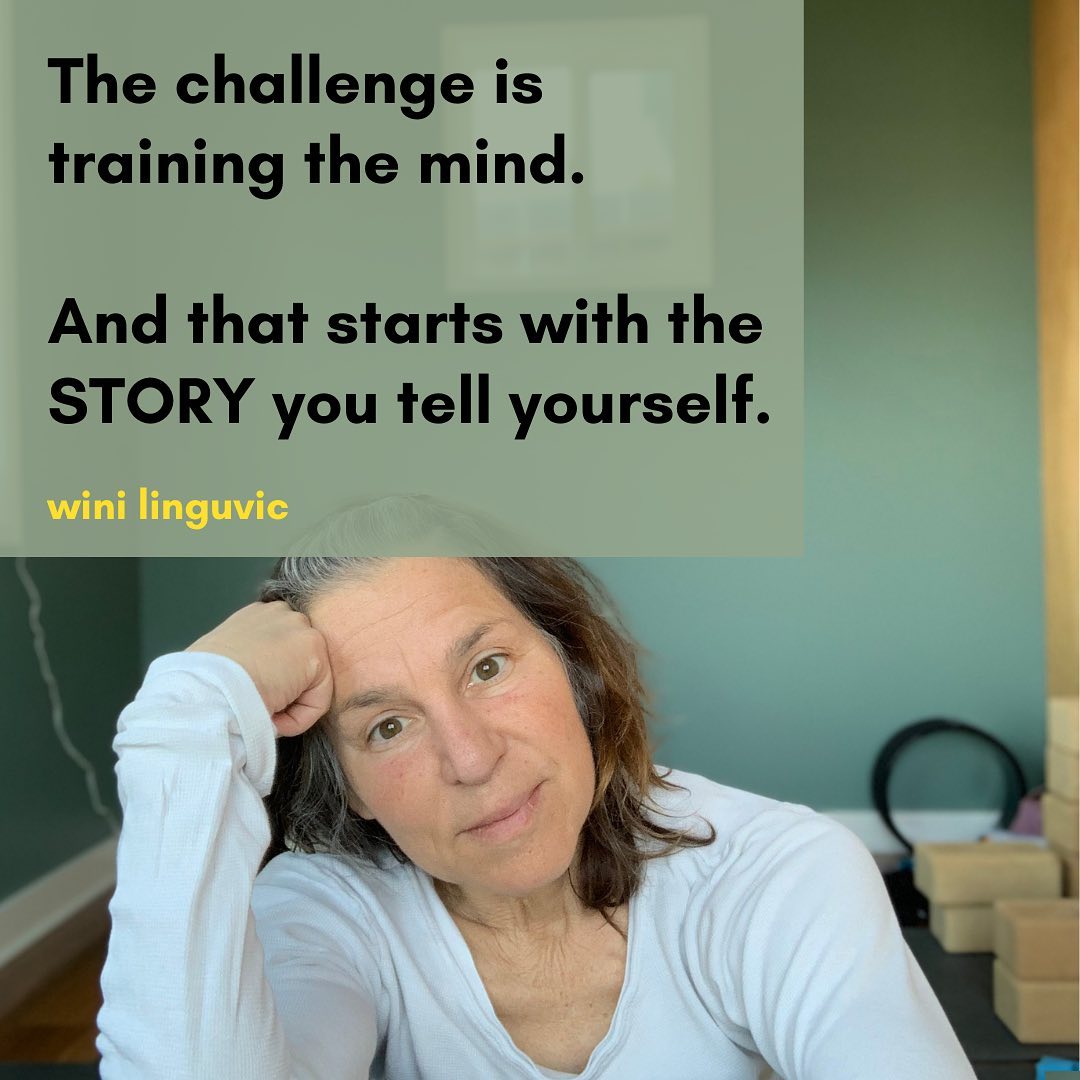 The challenge is
training the mind.
And that starts with the
STORY you tell yourself.
wini linguvic